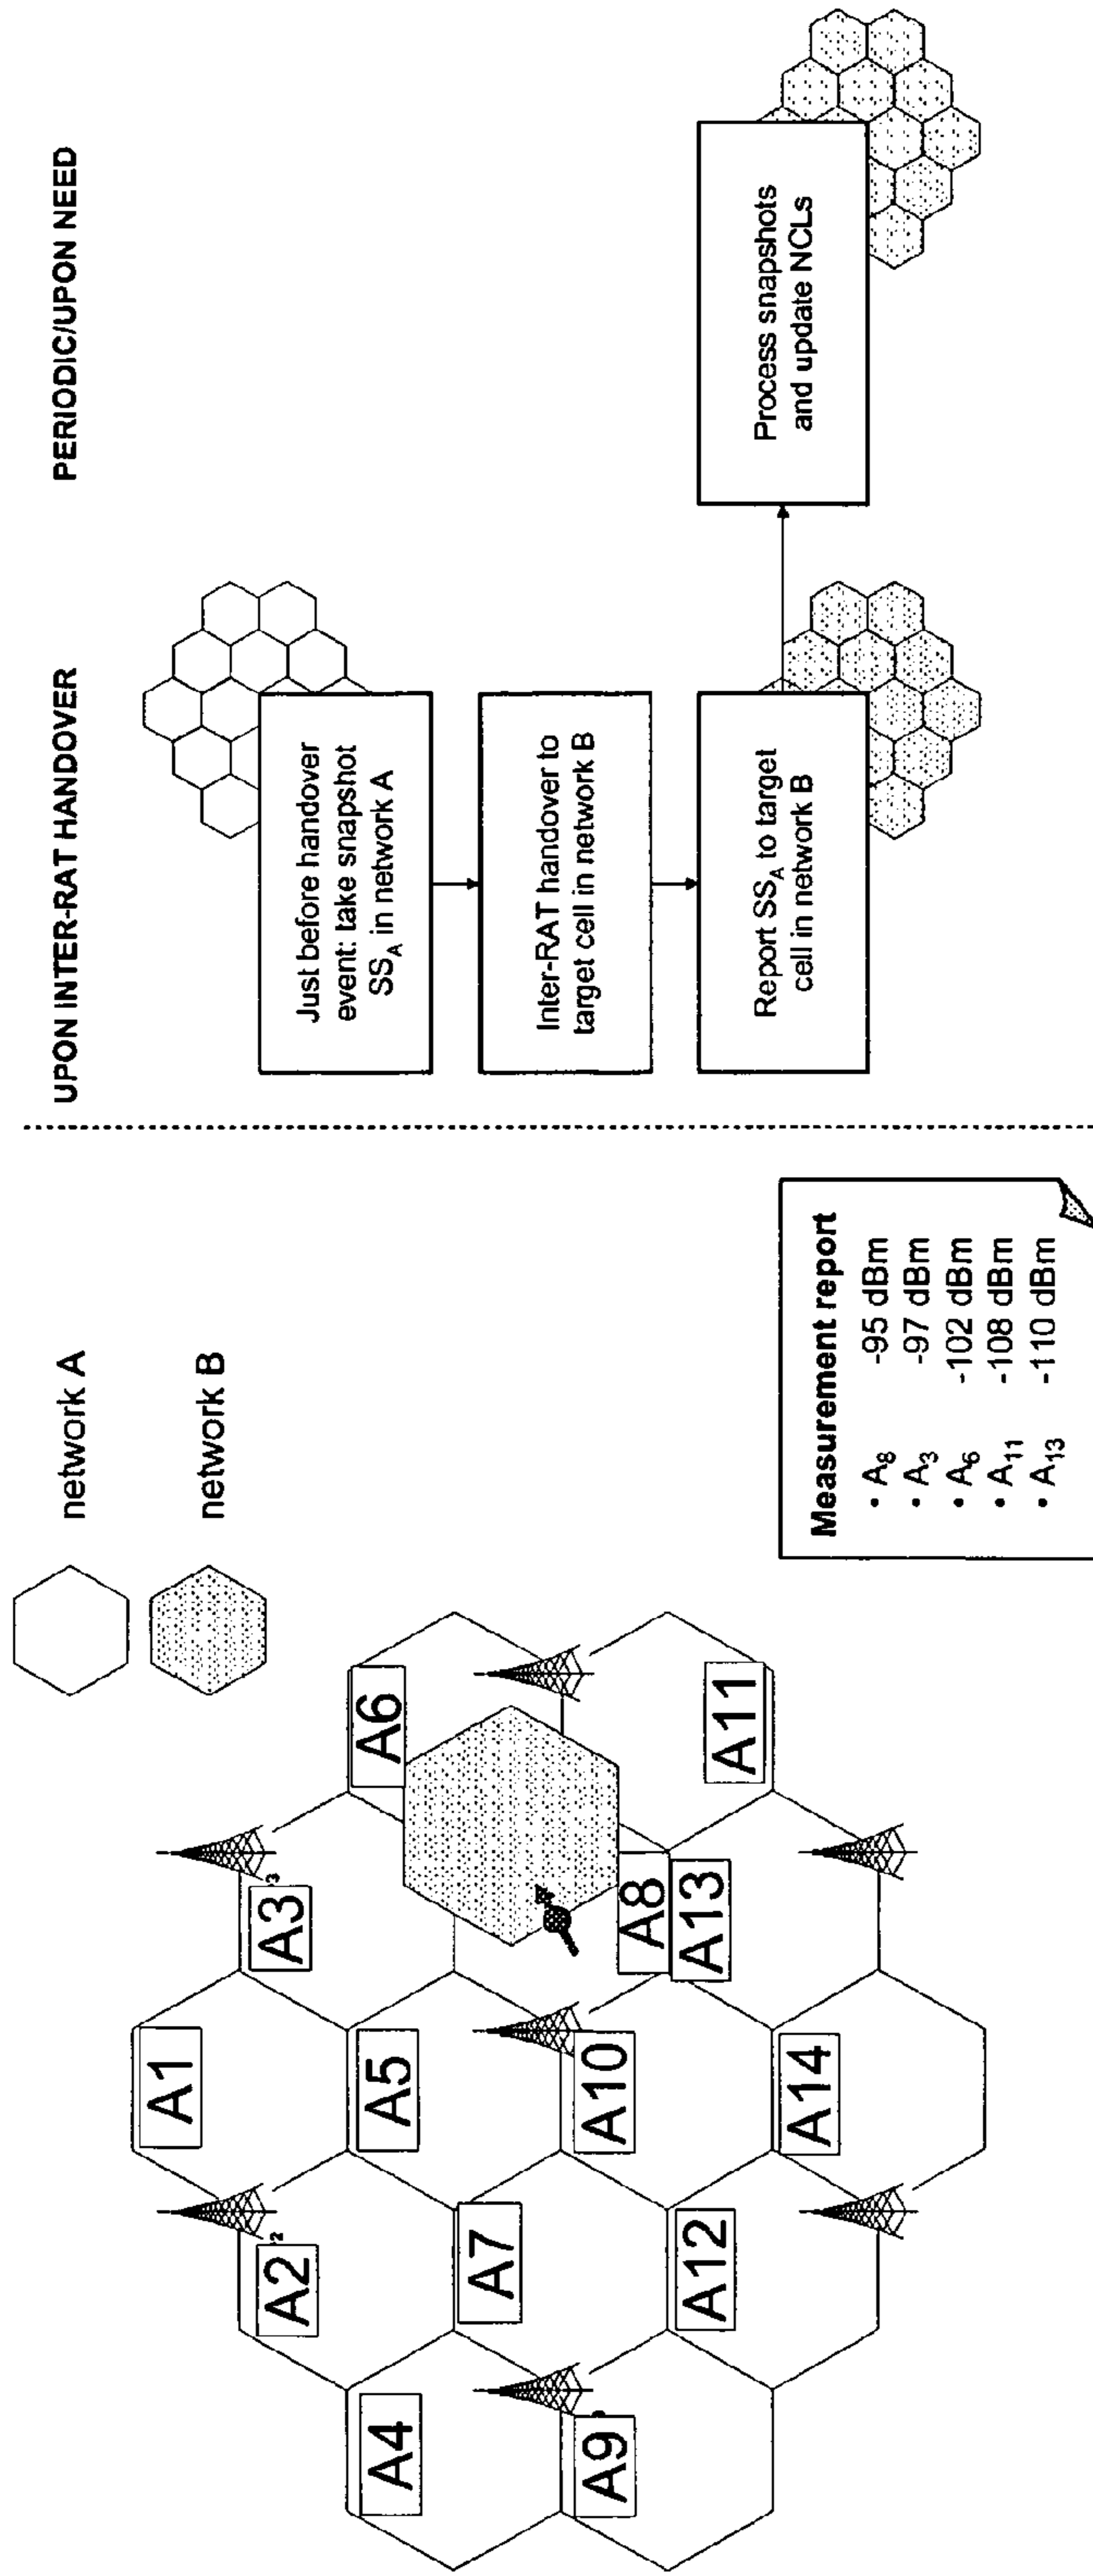 network A
network B
A1
A2
A3
A4
A5
A6
A7
A8
A9
A10
A11
A12
A13
A14
Measurement report
• A₈ -95 dBm
• A₃ -97 dBm
• A₆ -102 dBm
• A₁₁ -108 dBm
• A₁₃ -110 dBm
UPON INTER-RAT HANDOVER
Just before handover
event: take snapshot
SS_A in network A
Inter-RAT handover to
target cell in network B
Report SS_A to target
cell in network B
PERIODIC/UPON NEED
Process snapshots
and update NCLs